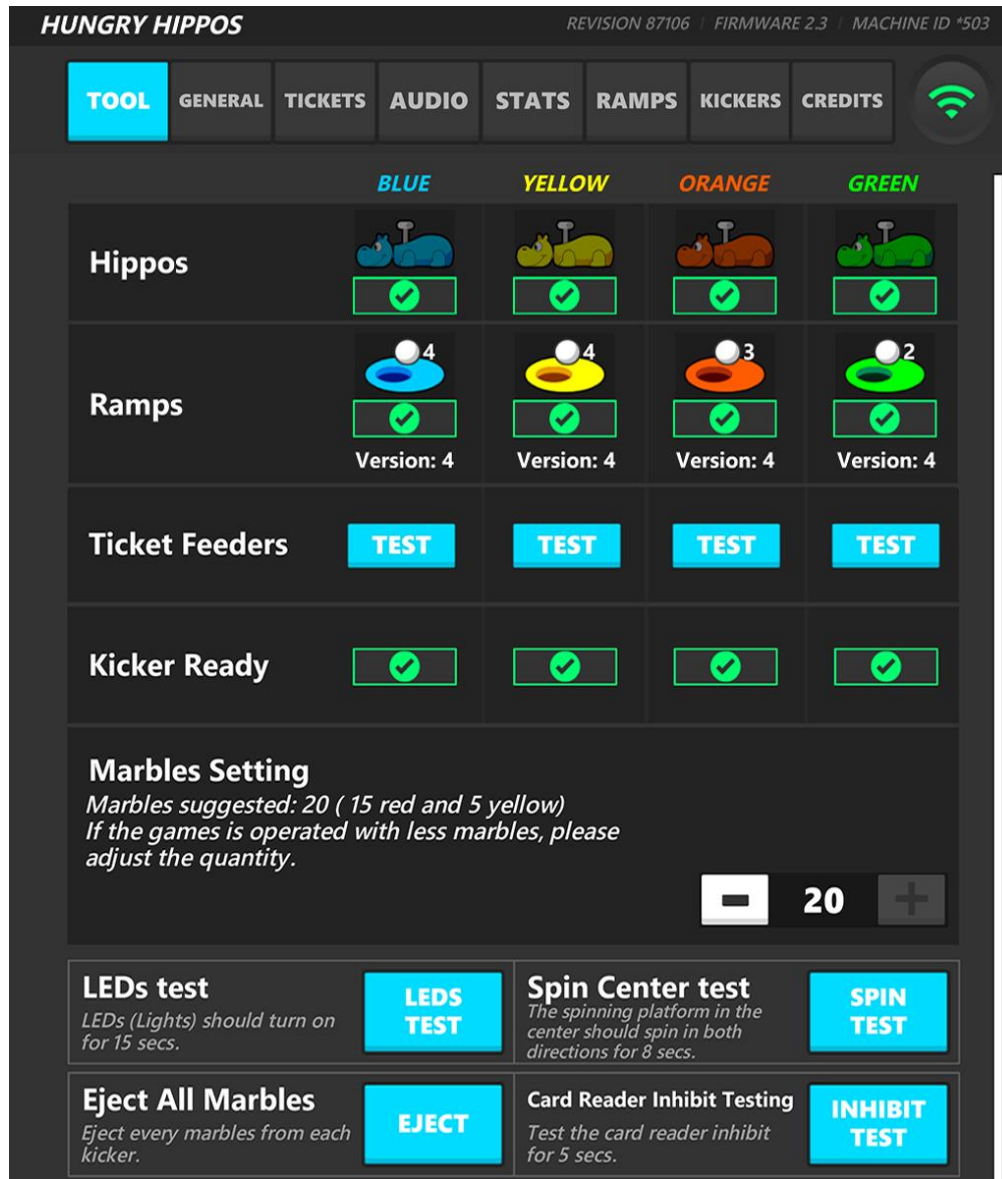 HUNGRY HIPPOS
REVISION 87106 | FIRMWARE 2.3 | MACHINE ID *503
TOOL GENERAL TICKETS AUDIO STATS RAMPS KICKERS CREDITS
BLUE YELLOW ORANGE GREEN
Hippos
4 4 3 2
Ramps
Version: 4 Version: 4 Version: 4 Version: 4
Ticket Feeders TEST TEST TEST TEST
Kicker Ready
Marbles Setting
Marbles suggested: 20 ( 15 red and 5 yellow)
If the games is operated with less marbles, please
adjust the quantity.
- 20 +
LEDs test
LEDs (Lights) should turn on
for 15 secs.
LEDS
TEST
Spin Center test
The spinning platform in the
center should spin in both
directions for 8 secs.
SPIN
TEST
Eject All Marbles
Eject every marbles from each
kicker.
EJECT
Card Reader Inhibit Testing
Test the card reader inhibit
for 5 secs.
INHIBIT
TEST